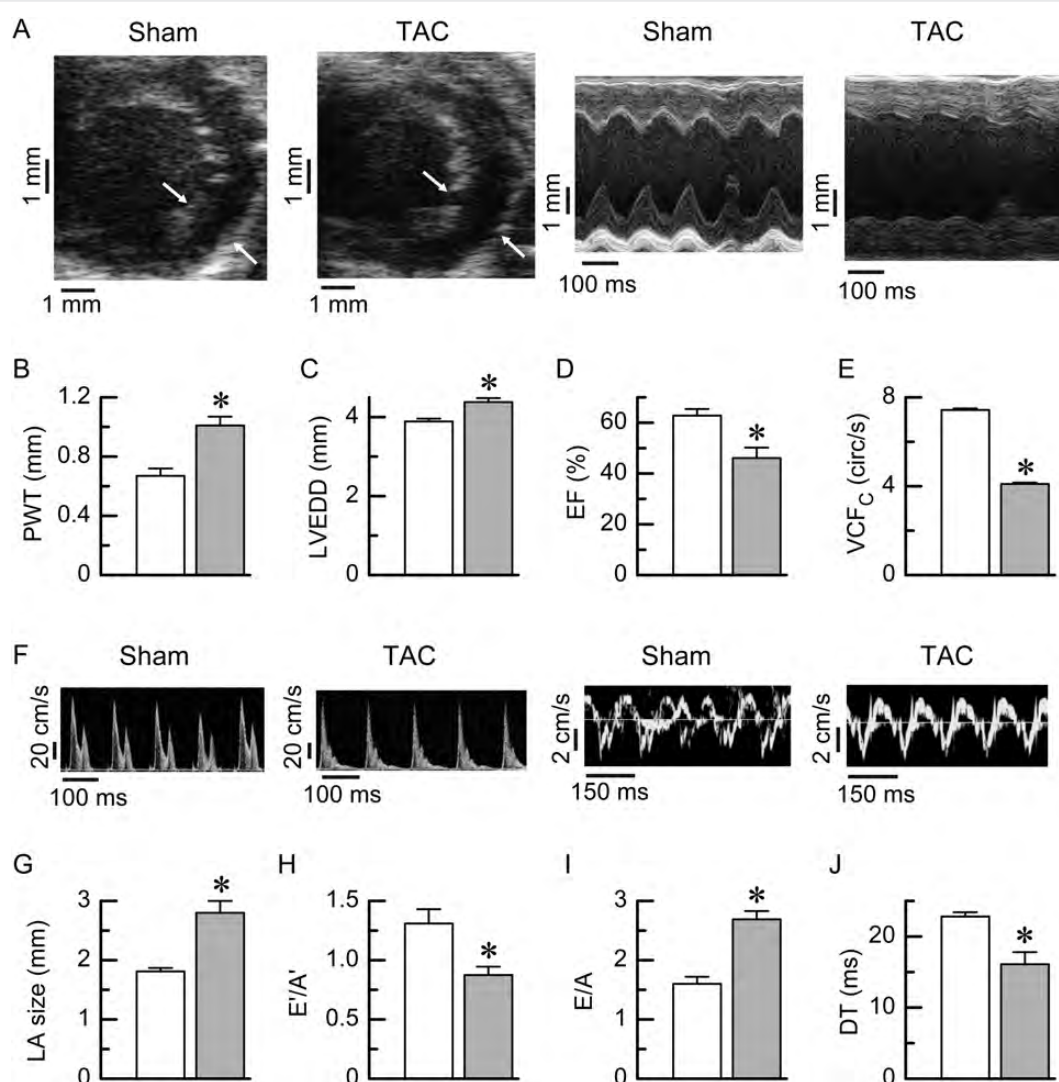 A
Sham
TAC
Sham
TAC
1 mm
1 mm
1 mm
1 mm
1 mm
1 mm
100 ms
100 ms
B
PWT (mm)
1.2
0.8
0.4
0
*
C
LVEDD (mm)
4
2
0
*
D
EF (%)
60
40
20
0
*
E
VCFC (circ/s)
8
4
0
*
F
Sham
TAC
Sham
TAC
20 cm/s
20 cm/s
2 cm/s
2 cm/s
100 ms
100 ms
150 ms
150 ms
G
LA size (mm)
3
2
1
0
*
H
E'/A'
1.5
1.0
0.5
0
*
I
E/A
3
2
1
0
*
J
DT (ms)
20
10
0
*